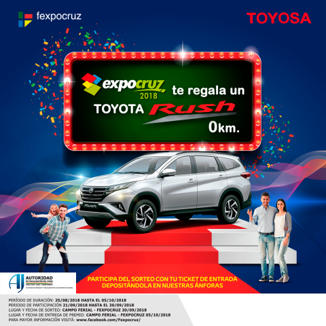 fexpocruz
TOYOSA
expocruz te regala un
2018
TOYOTA Rush
0km.
PARTICIPA DEL SORTEO CON TU TICKET DE ENTRADA
DEPOSITÁNDOLA EN NUESTRAS ÁNFORAS
AJ AUTORIDAD
PERÍODO DE DURACIÓN: 25/08/2018 HASTA EL 05/10/2018
PERÍODO DE PARTICIPACIÓN 21/09/2018 HASTA EL 30/09/2018
LUGAR Y FECHA DE SORTEO: CAMPO FERIAL - FEXPOCRUZ 30/09/2018
LUGAR Y FECHA DE ENTREGA DE PREMIO: CAMPO FERIAL - FEXPOCRUZ 05/10/2018
PARA MAYOR INFORMACIÓN VISITA: www.facebook.com/fexpocruz/